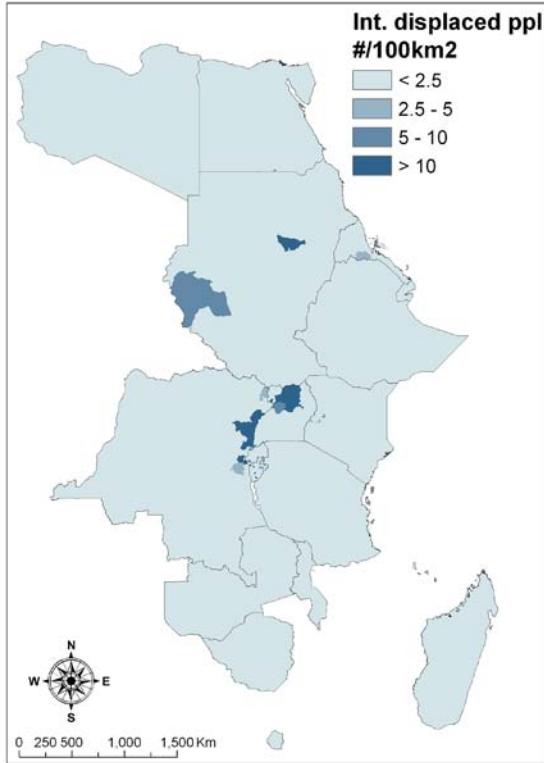 Int. displaced ppl
#/100km2
< 2.5
2.5 - 5
5 - 10
> 10
N
W E
S
0 250 500 1,000 1,500 Km